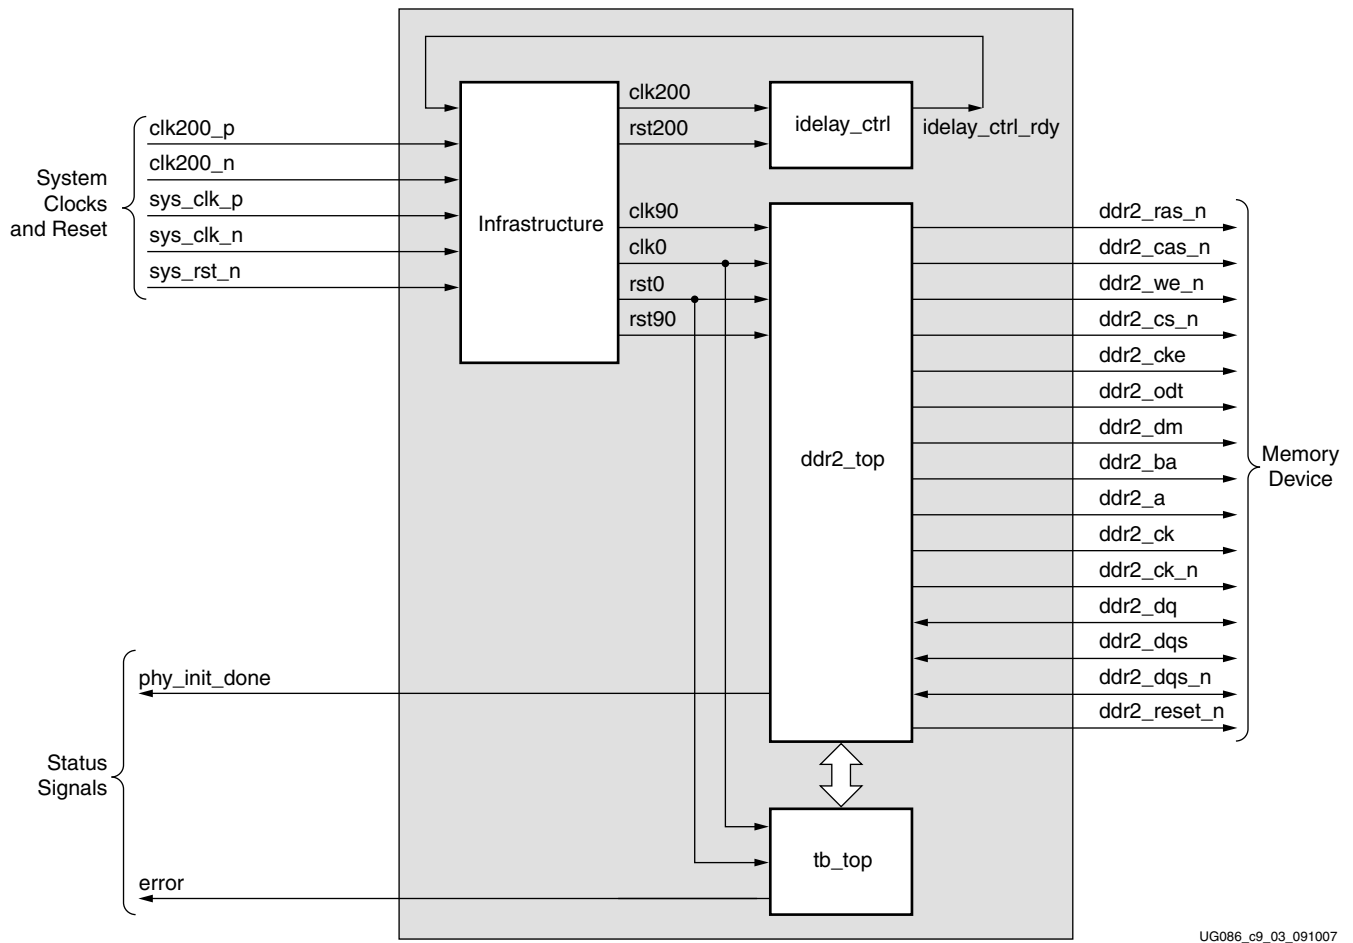 clk200
idelay_ctrl
rst200
idelay_ctrl_rdy
clk200_p
clk200_n
sys_clk_p
sys_clk_n
sys_rst_n
System
Clocks
and Reset
Infrastructure
clk90
clk0
rst0
rst90
ddr2_top
ddr2_ras_n
ddr2_cas_n
ddr2_we_n
ddr2_cs_n
ddr2_cke
ddr2_odt
ddr2_dm
ddr2_ba
ddr2_a
ddr2_ck
ddr2_ck_n
ddr2_dq
ddr2_dqs
ddr2_dqs_n
ddr2_reset_n
Memory
Device
phy_init_done
Status
Signals
error
tb_top
UG086_c9_03_091007